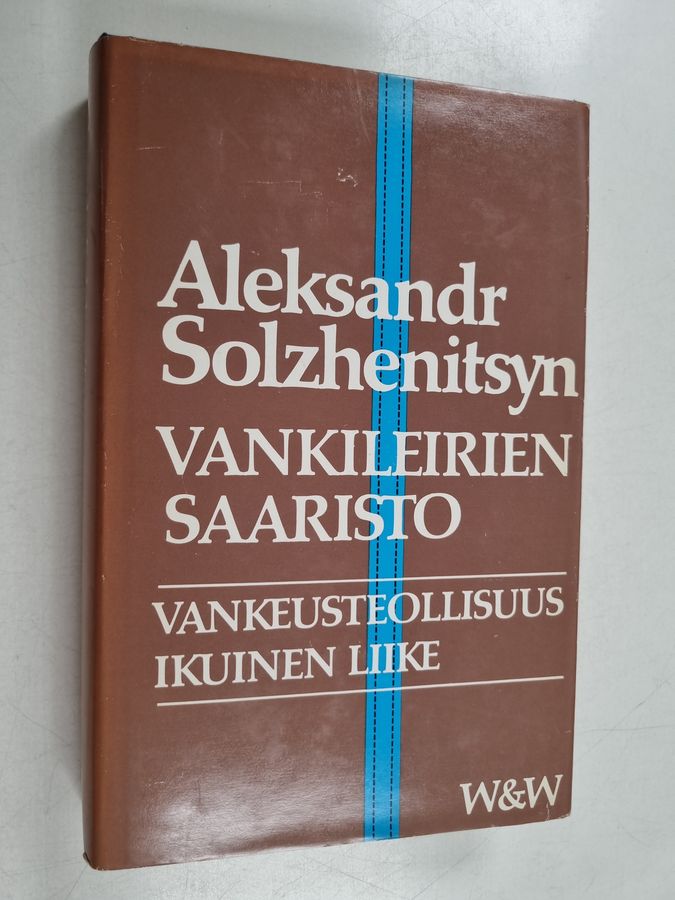 Aleksandr
Solzhenitsyn
VANKILEIRIEN
SAARISTO
VANKEUSTEOLLISUUS
IKUINEN LIIKE
W&W